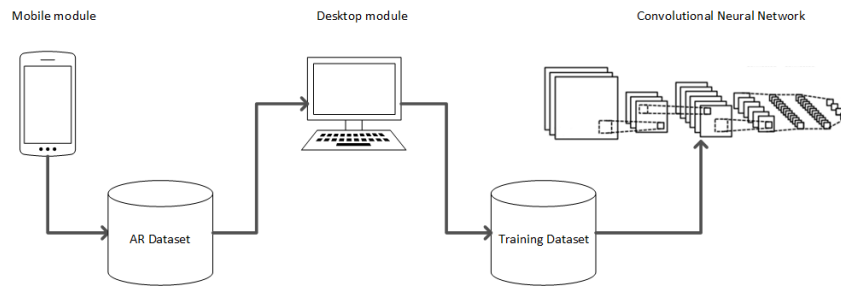 Mobile module
Desktop module
Convolutional Neural Network
AR Dataset
Training Dataset